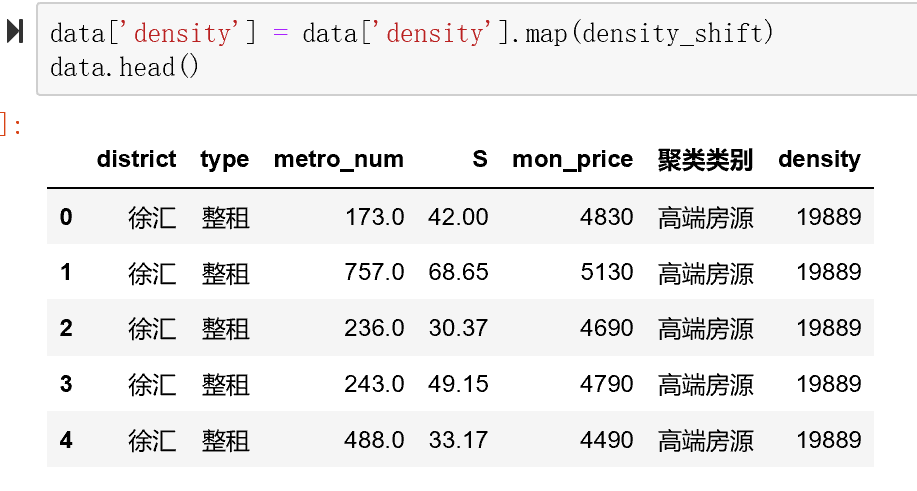 data['density'] = data['density'].map(density_shift)
data.head()
]:
district type metro_num S mon_price 聚类类别 density
0 徐汇 整租 173.0 42.00 4830 高端房源 19889
1 徐汇 整租 757.0 68.65 5130 高端房源 19889
2 徐汇 整租 236.0 30.37 4690 高端房源 19889
3 徐汇 整租 243.0 49.15 4790 高端房源 19889
4 徐汇 整租 488.0 33.17 4490 高端房源 19889